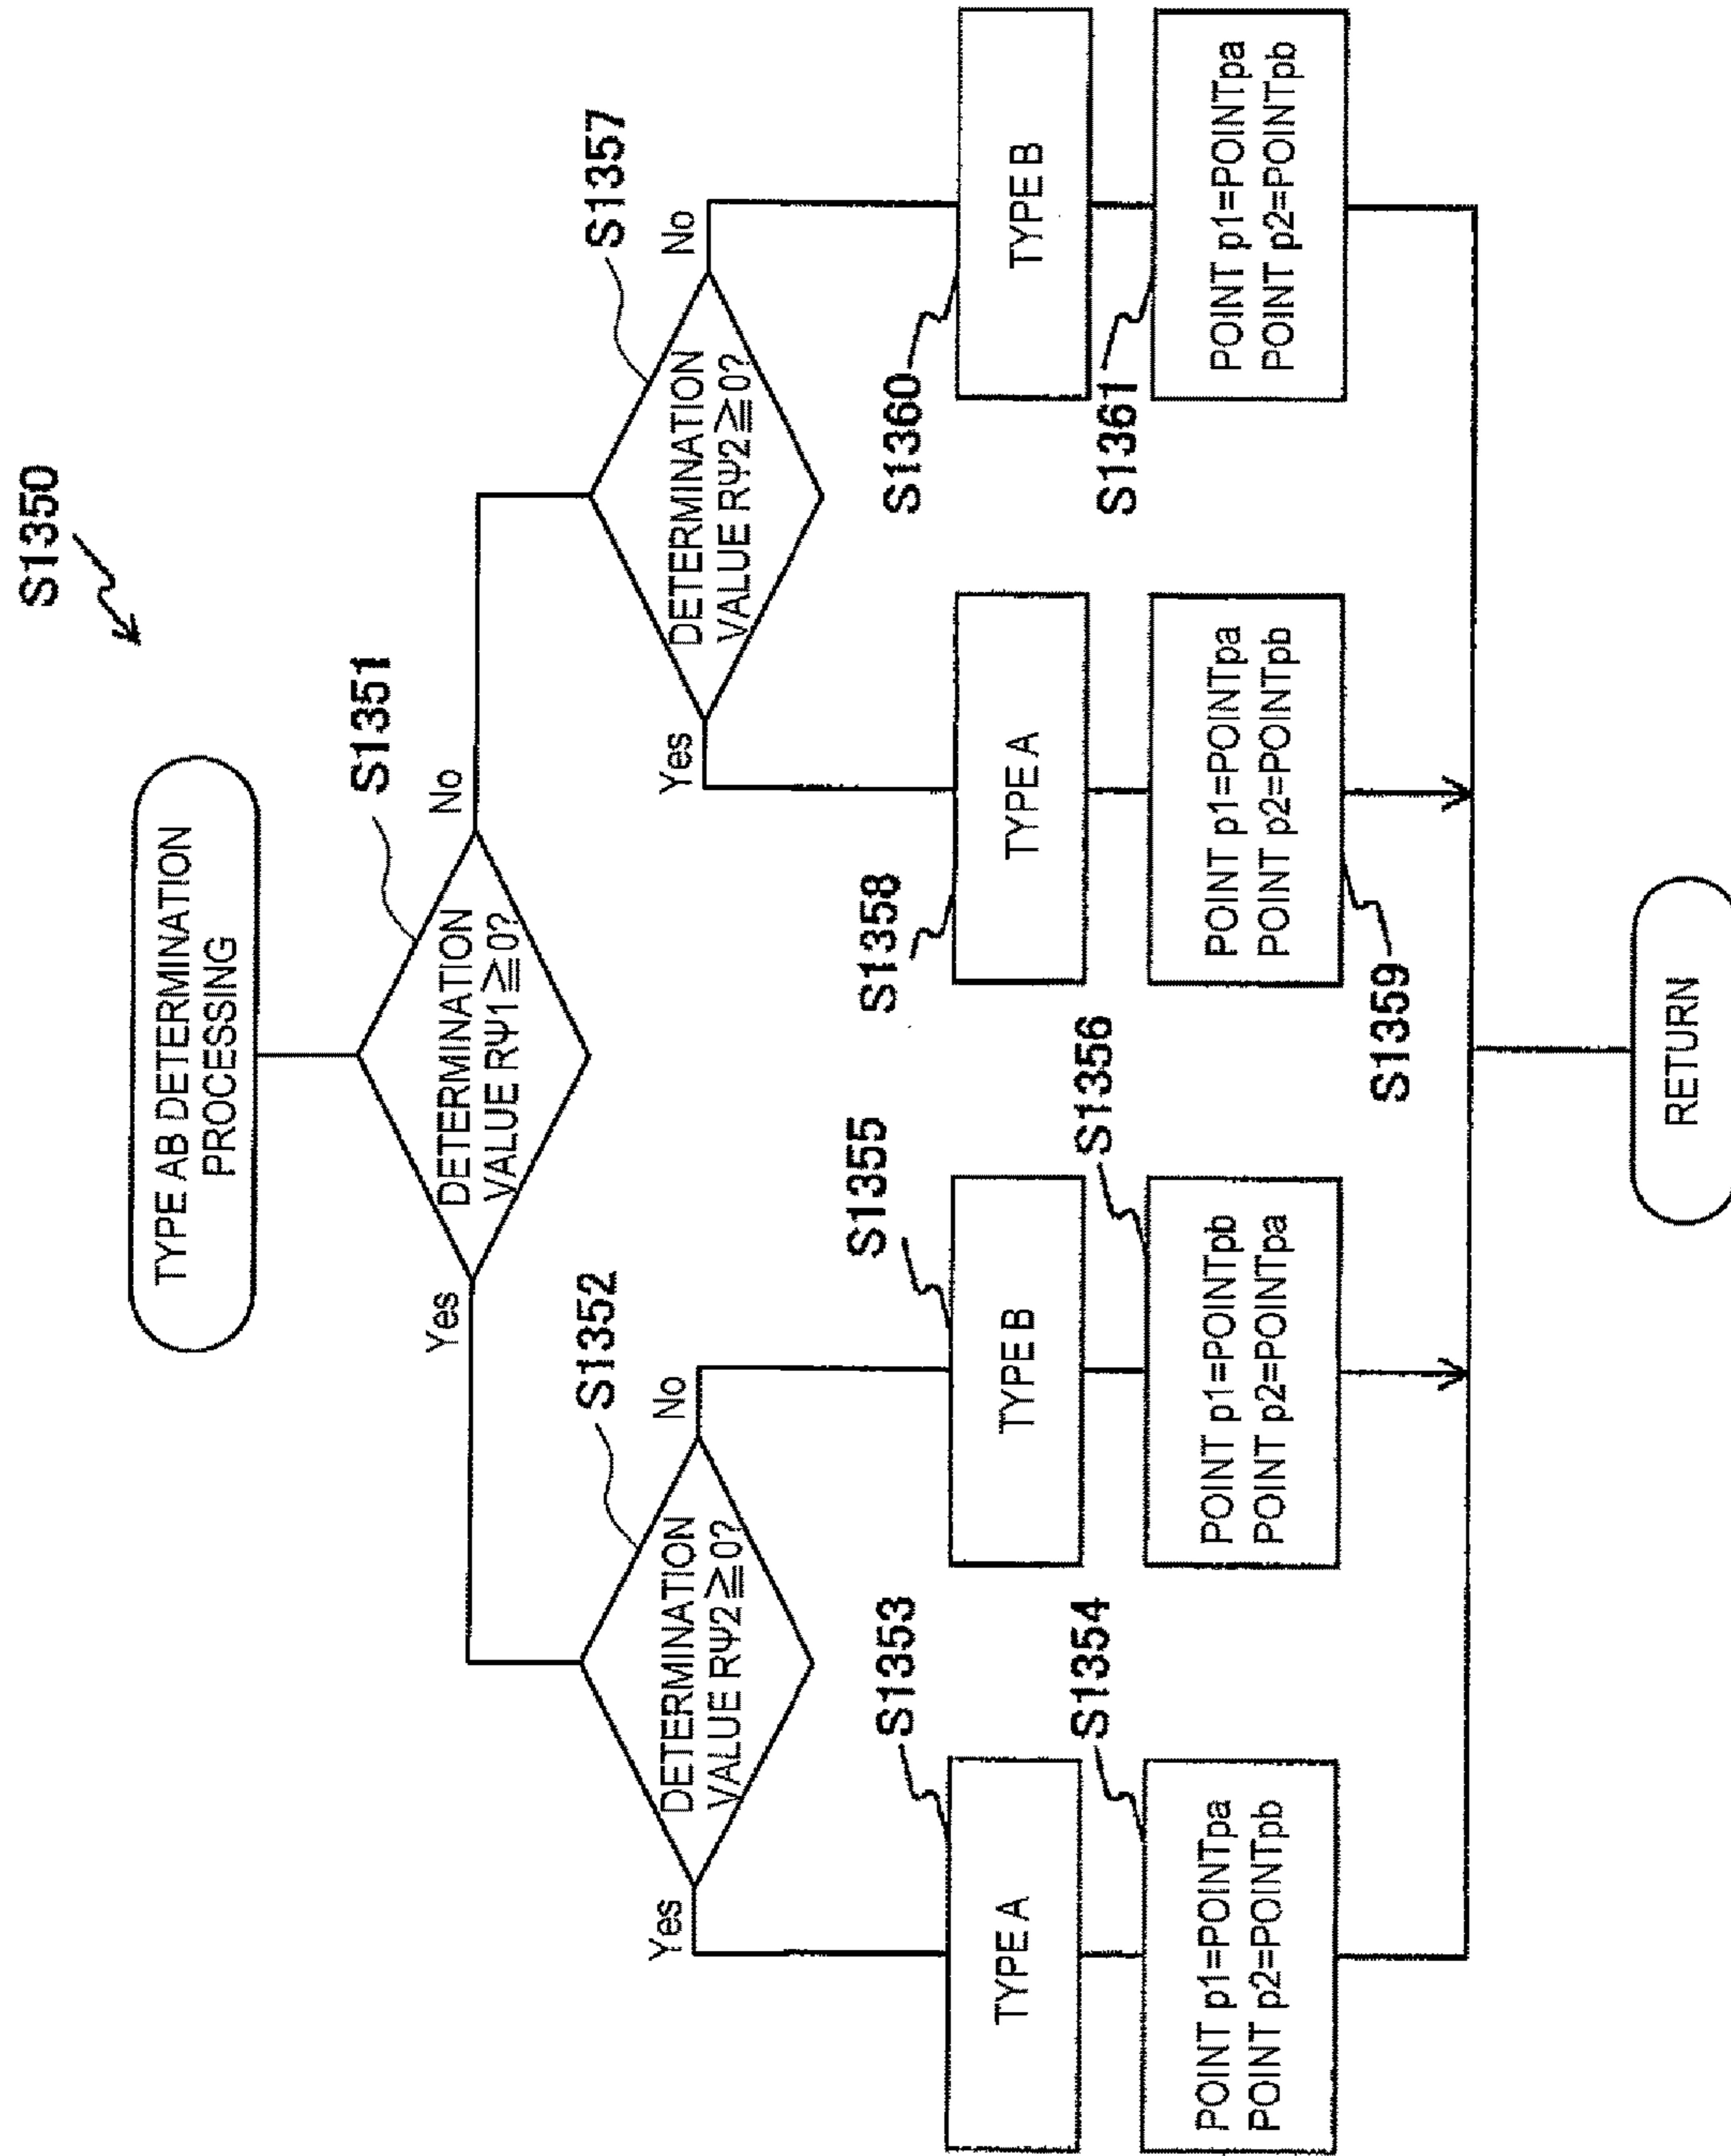 S1350
TYPE AB DETERMINATION
PROCESSING
S1351
DETERMINATION
VALUE RΨ1≧0?
Yes
No
S1352
DETERMINATION
VALUE RΨ2≧0?
Yes
No
S1357
DETERMINATION
VALUE RΨ2≧0?
Yes
No
S1353
TYPE A
S1354
POINT p1=POINTpa
POINT p2=POINTpb
S1355
TYPE B
S1356
POINT p1=POINTpb
POINT p2=POINTpa
S1358
TYPE A
POINT p1=POINTpa
POINT p2=POINTpb
S1359
S1360
TYPE B
S1361
POINT p1=POINTpa
POINT p2=POINTpb
RETURN